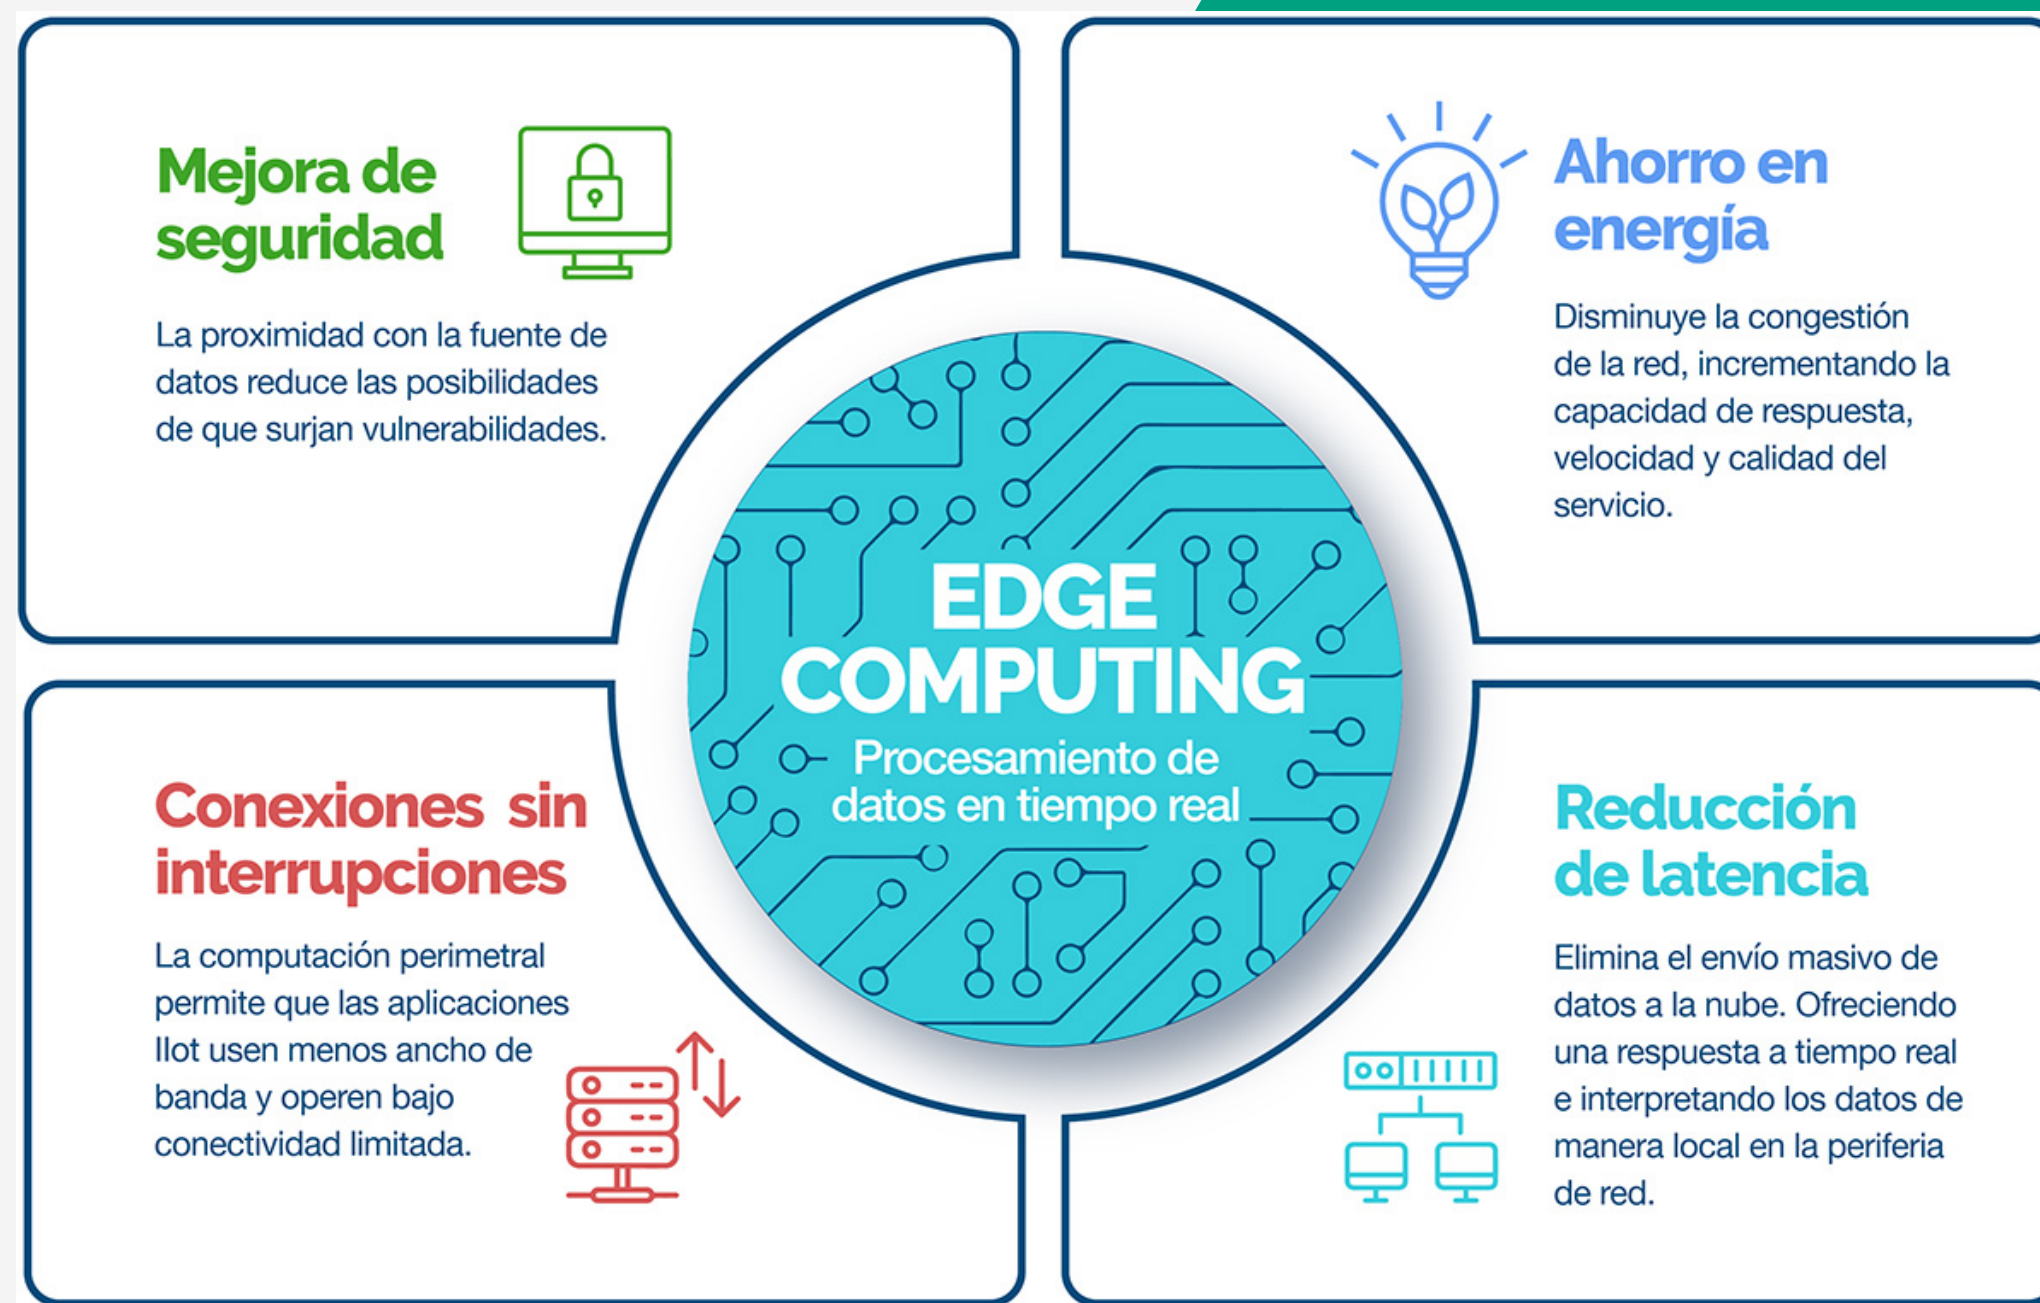 Mejora de
seguridad
La proximidad con la fuente de
datos reduce las posibilidades
de que surjan vulnerabilidades.
Ahorro en
energía
Disminuye la congestión
de la red, incrementando la
capacidad de respuesta,
velocidad y calidad del
servicio.
EDGE
COMPUTING
Procesamiento de
datos en tiempo real
Conexiones sin
interrupciones
La computación perimetral
permite que las aplicaciones
IIot usen menos ancho de
banda y operen bajo
conectividad limitada.
Reducción
de latencia
Elimina el envío masivo de
datos a la nube. Ofreciendo
una respuesta a tiempo real
e interpretando los datos de
manera local en la periferia
de red.